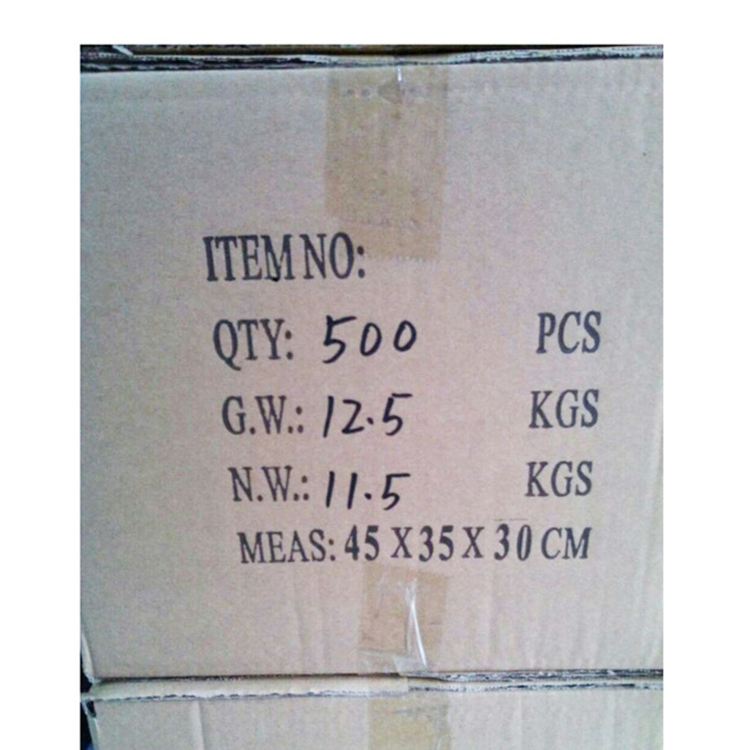 ITEM NO:
QTY: 500 PCS
G.W.: 12.5 KGS
N.W.: 11.5 KGS
MEAS: 45 X 35 X 30 CM